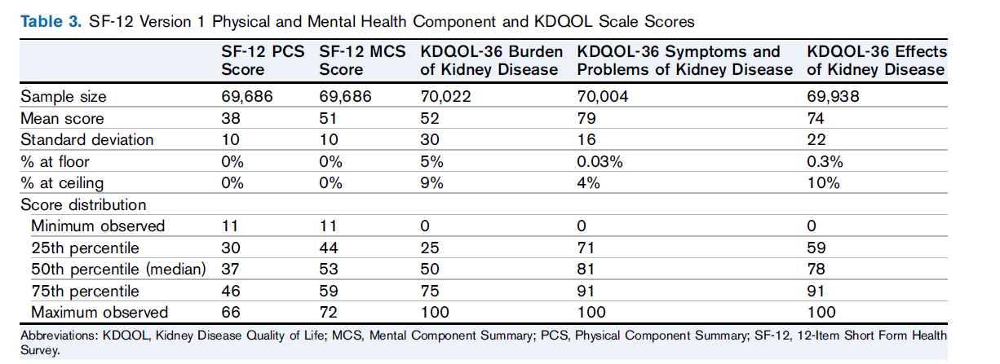 Table 3. SF-12 Version 1 Physical and Mental Health Component and KDQOL Scale Scores
SF-12 PCS Score SF-12 MCS Score KDQOL-36 Burden of Kidney Disease KDQOL-36 Symptoms and Problems of Kidney Disease KDQOL-36 Effects of Kidney Disease
Sample size 69,686 69,686 70,022 70,004 69,938
Mean score 38 51 52 79 74
Standard deviation 10 10 30 16 22
% at floor 0% 0% 5% 0.03% 0.3%
% at ceiling 0% 0% 9% 4% 10%
Score distribution
Minimum observed 11 11 0 0 0
25th percentile 30 44 25 71 59
50th percentile (median) 37 53 50 81 78
75th percentile 46 59 75 91 91
Maximum observed 66 72 100 100 100
Abbreviations: KDQOL, Kidney Disease Quality of Life; MCS, Mental Component Summary; PCS, Physical Component Summary; SF-12, 12-Item Short Form Health
Survey.